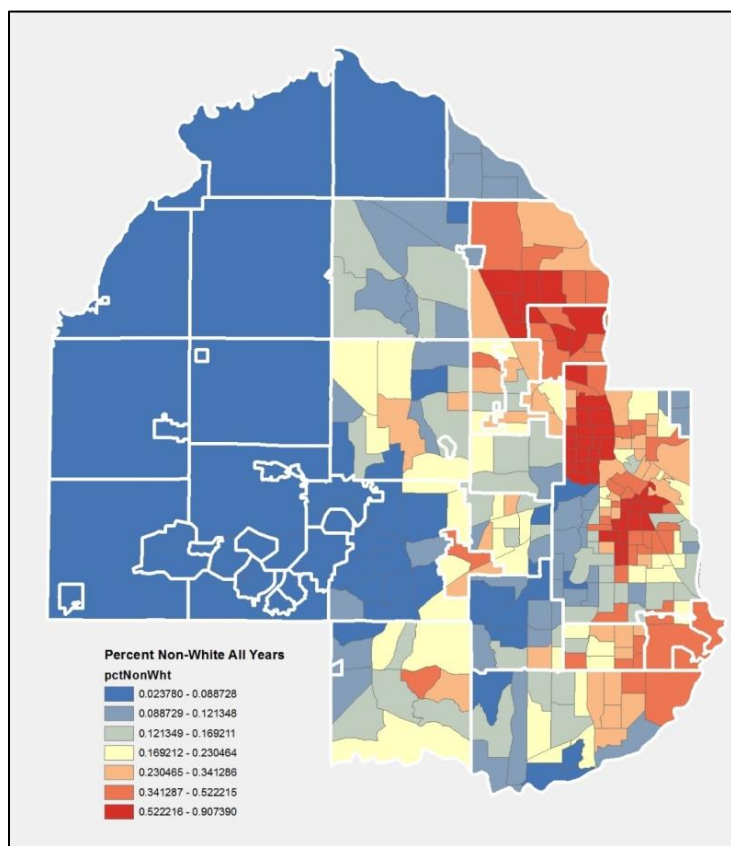 Percent Non-White All Years
pctNonWht
0.023780 - 0.088728
0.088729 - 0.121348
0.121349 - 0.169211
0.169212 - 0.230464
0.230465 - 0.341286
0.341287 - 0.522215
0.522216 - 0.907390